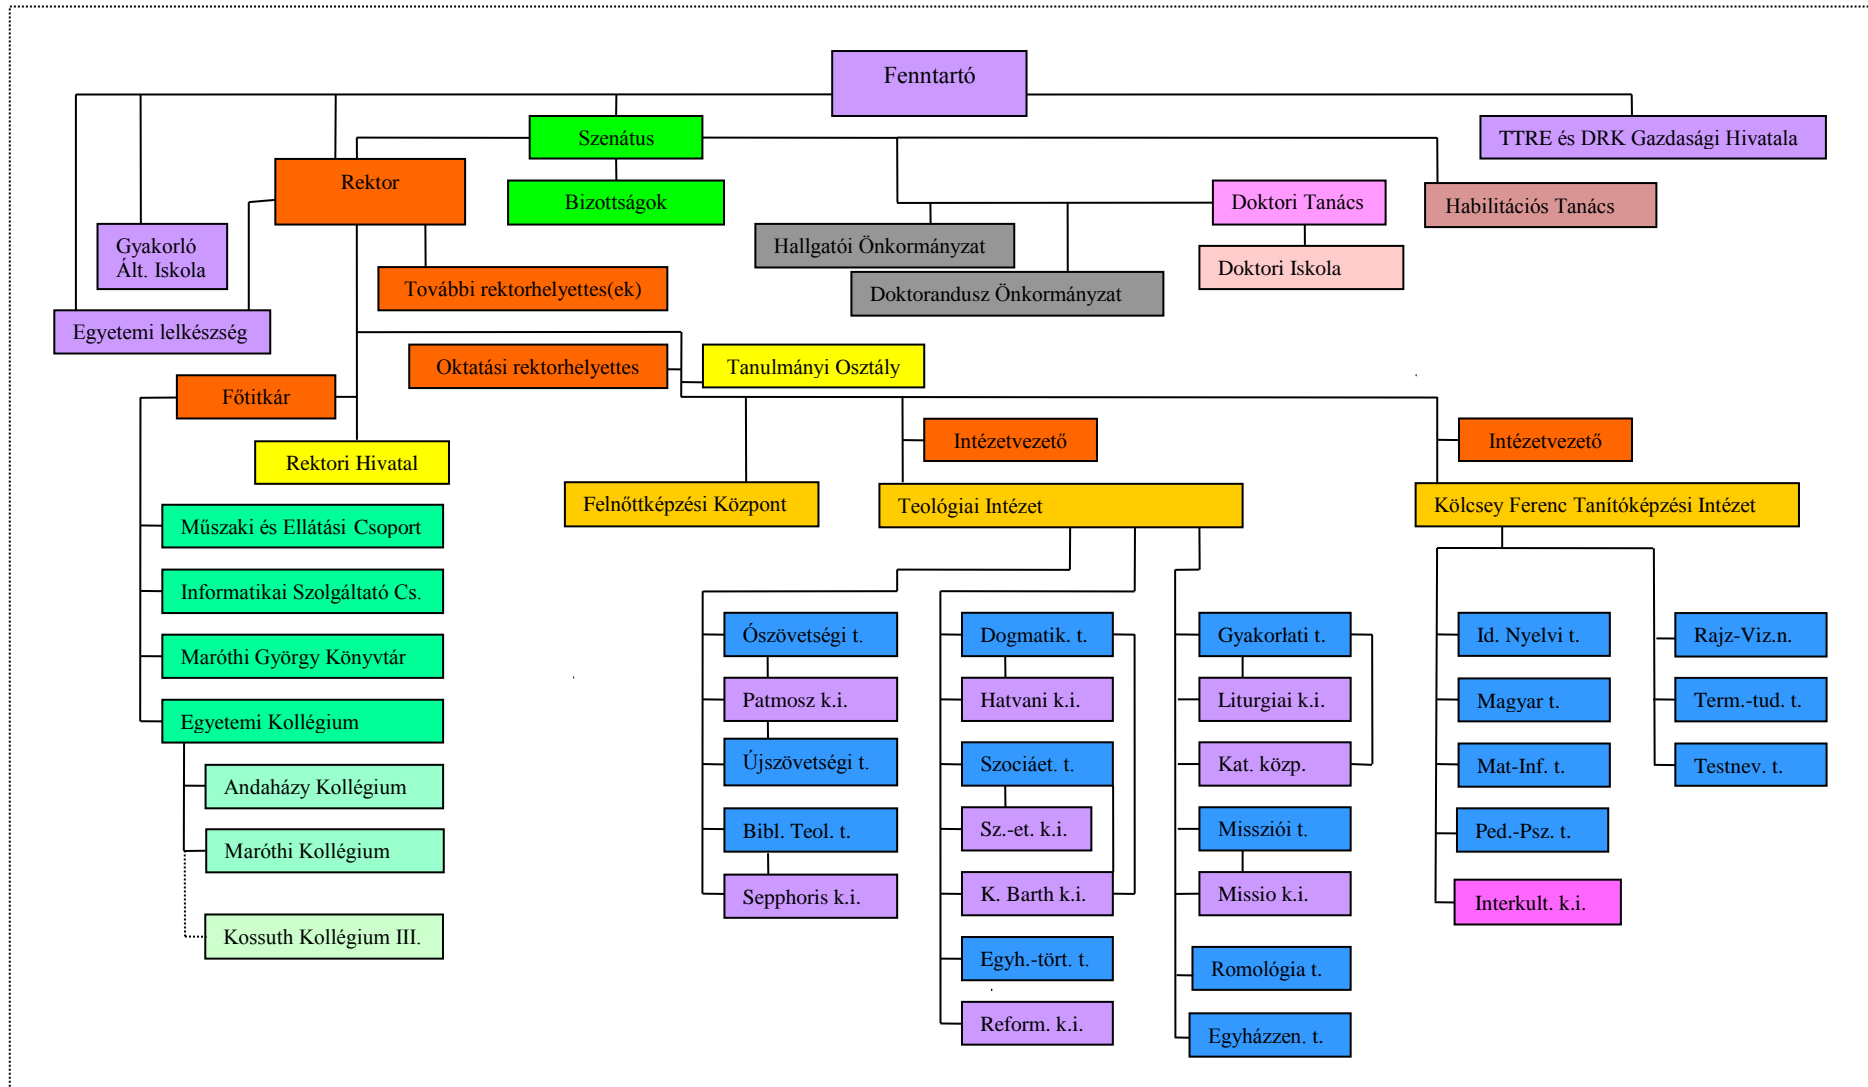 Fenntartó
Szenátus
TTRE és DRK Gazdasági Hivatala
Rektor
Bizottságok
Doktori Tanács
Habilitációs Tanács
Gyakorló
Ált. Iskola
Hallgatói Önkormányzat
Doktori Iskola
További rektorhelyettes(ek)
Doktorandusz Önkormányzat
Egyetemi lelkészség
Oktatási rektorhelyettes
Tanulmányi Osztály
Főtitkár
Intézetvezető
Intézetvezető
Rektori Hivatal
Felnőttképzési Központ
Teológiai Intézet
Kölcsey Ferenc Tanítóképzési Intézet
Műszaki és Ellátási Csoport
Informatikai Szolgáltató Cs.
Maróthi György Könyvtár
Egyetemi Kollégium
Andaházy Kollégium
Maróthi Kollégium
Kossuth Kollégium III.
Ószövetségi t.
Patmosz k.i.
Újszövetségi t.
Bibl. Teol. t.
Sepphoris k.i.
Dogmatik. t.
Hatvani k.i.
Szociáet. t.
Sz.-et. k.i.
K. Barth k.i.
Egyh.-tört. t.
Reform. k.i.
Gyakorlati t.
Liturgiai k.i.
Kat. közp.
Missziói t.
Missio k.i.
Romológia t.
Egyházzen. t.
Id. Nyelvi t.
Magyar t.
Mat-Inf. t.
Ped.-Psz. t.
Interkult. k.i.
Rajz-Viz.n.
Term.-tud. t.
Testnev. t.